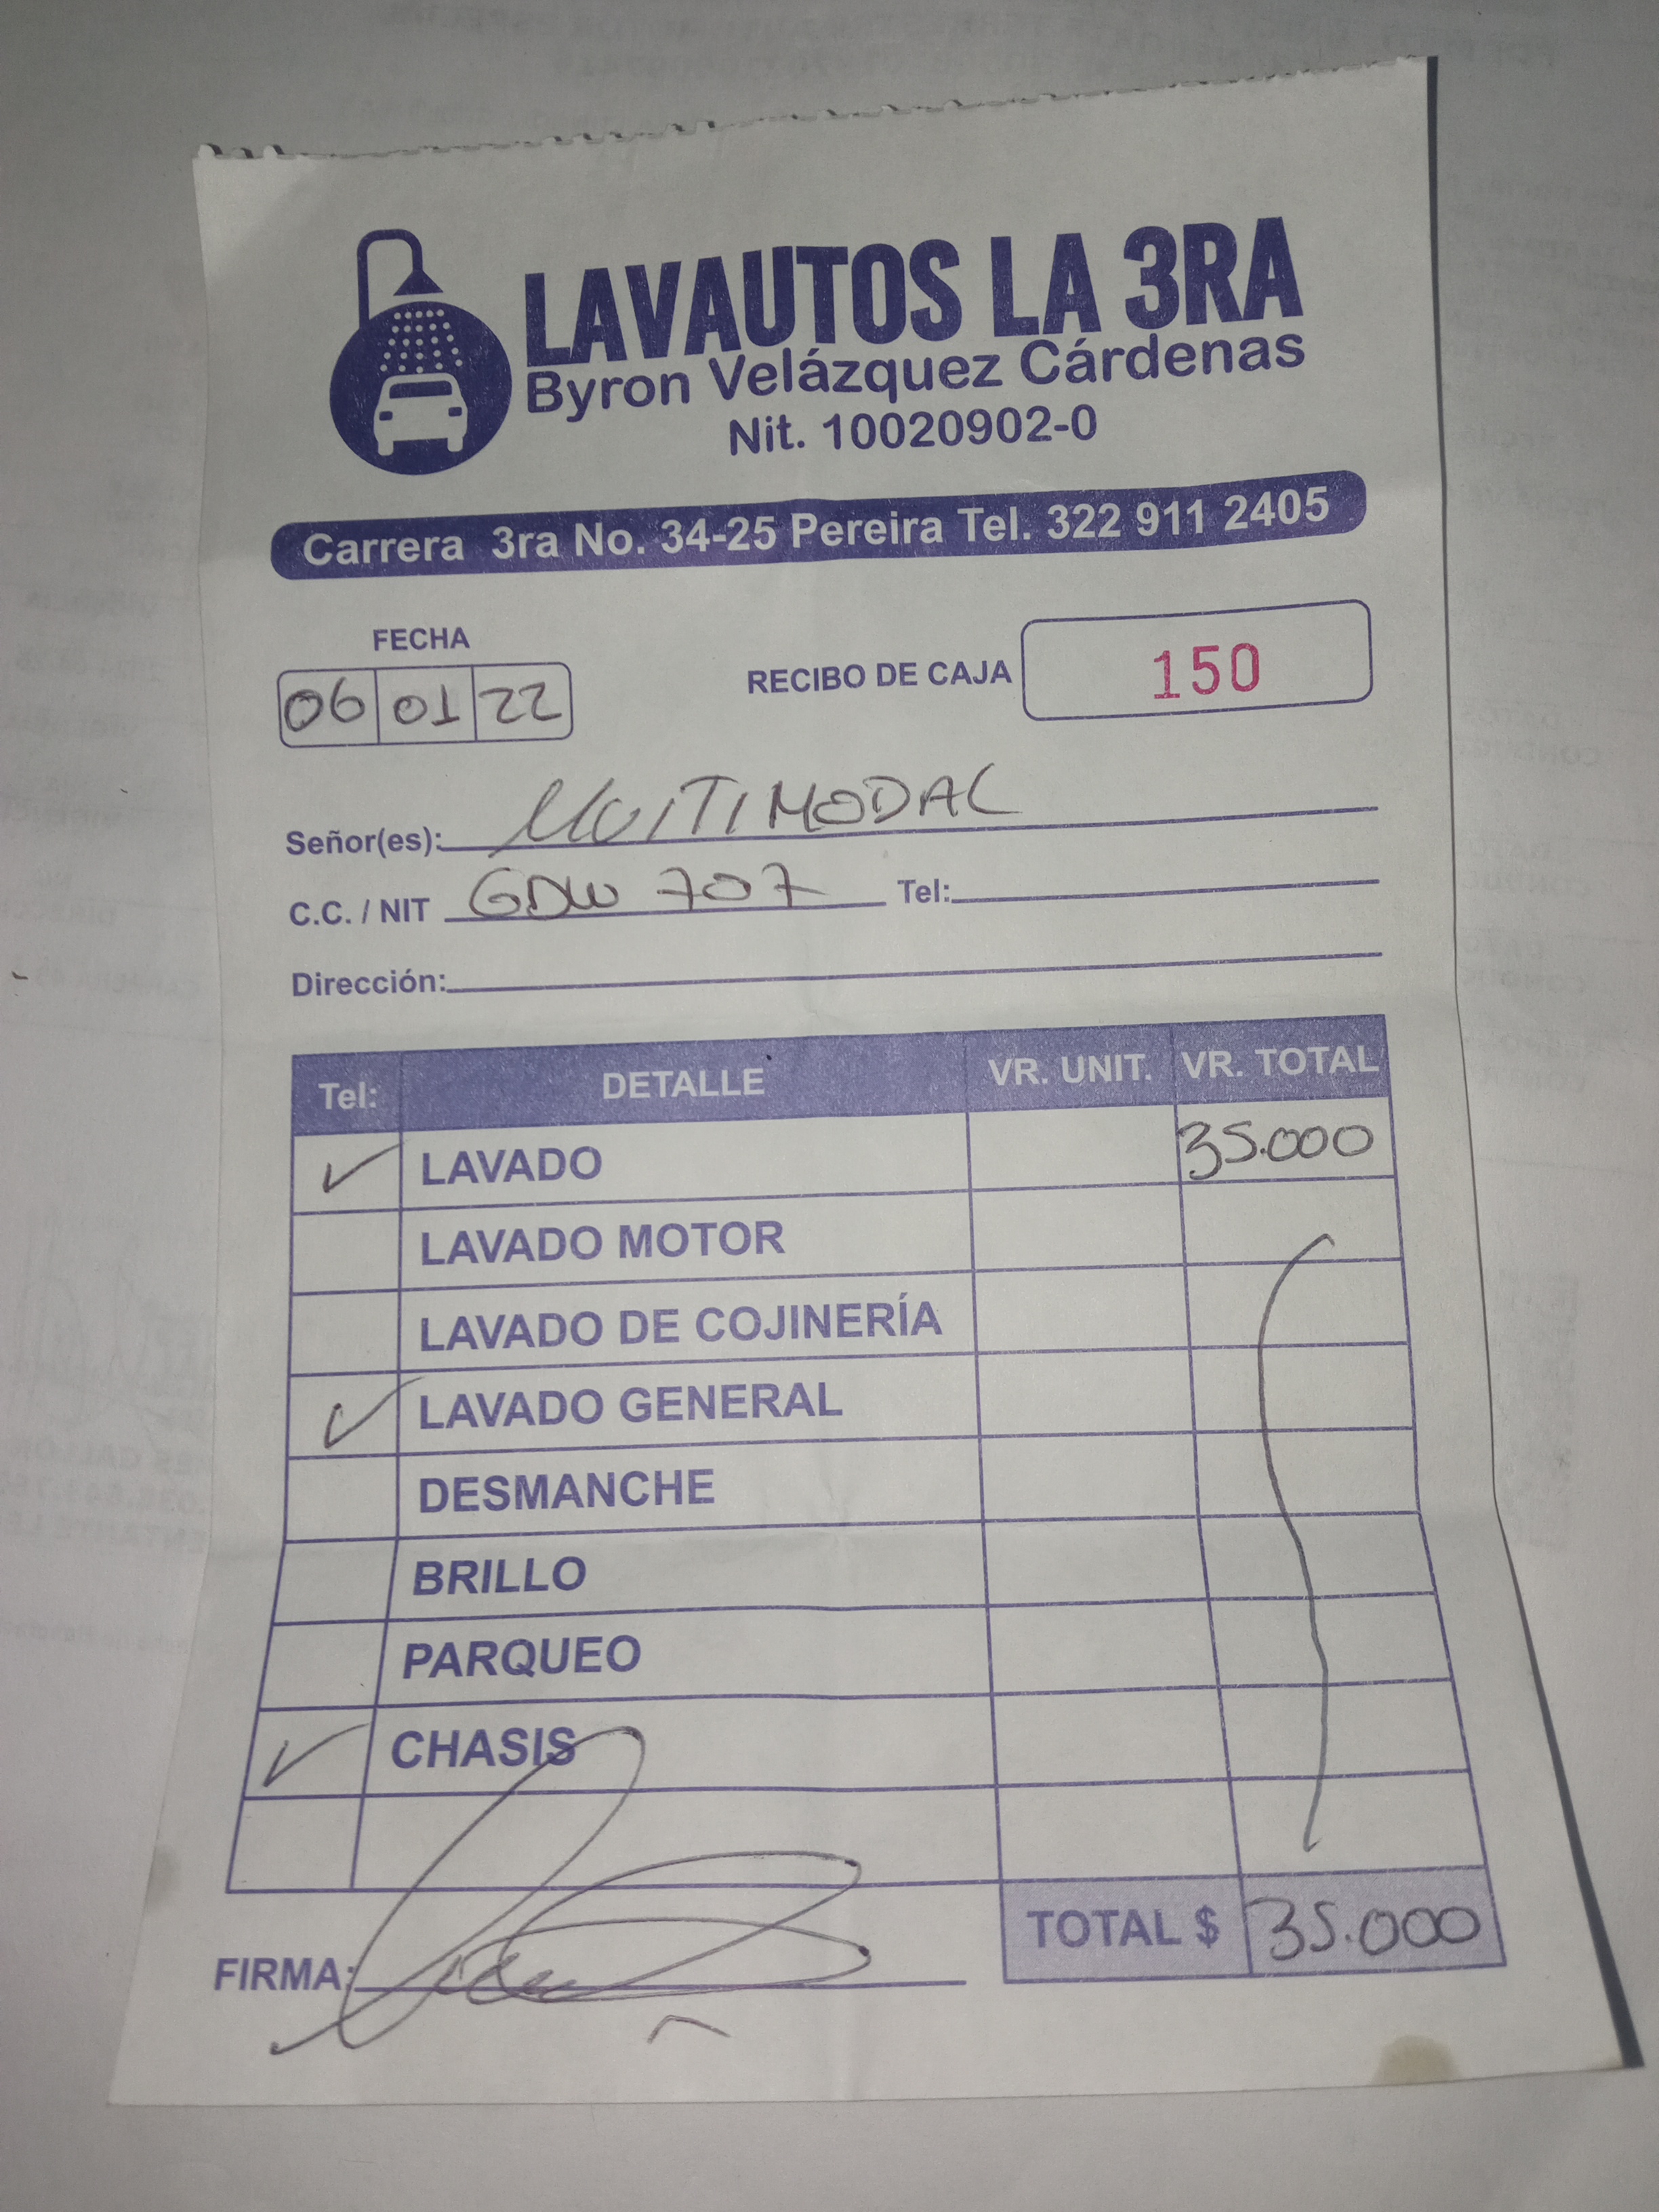 LAVAUTOS LA 3RA
Byron Velázquez Cárdenas
Nit. 10020902-0
Carrera 3ra No. 34-25 Pereira Tel. 322 911 2405
FECHA
06 01 22
RECIBO DE CAJA 150
Señor(es): MULTIMODAL
C.C. / NIT GDW 707 Tel:
Dirección:
Tel: DETALLE VR. UNIT. VR. TOTAL
✓ LAVADO 35.000
LAVADO MOTOR
LAVADO DE COJINERÍA
✓ LAVADO GENERAL
DESMANCHE
BRILLO
PARQUEO
✓ CHASIS
TOTAL $ 35.000
FIRMA: